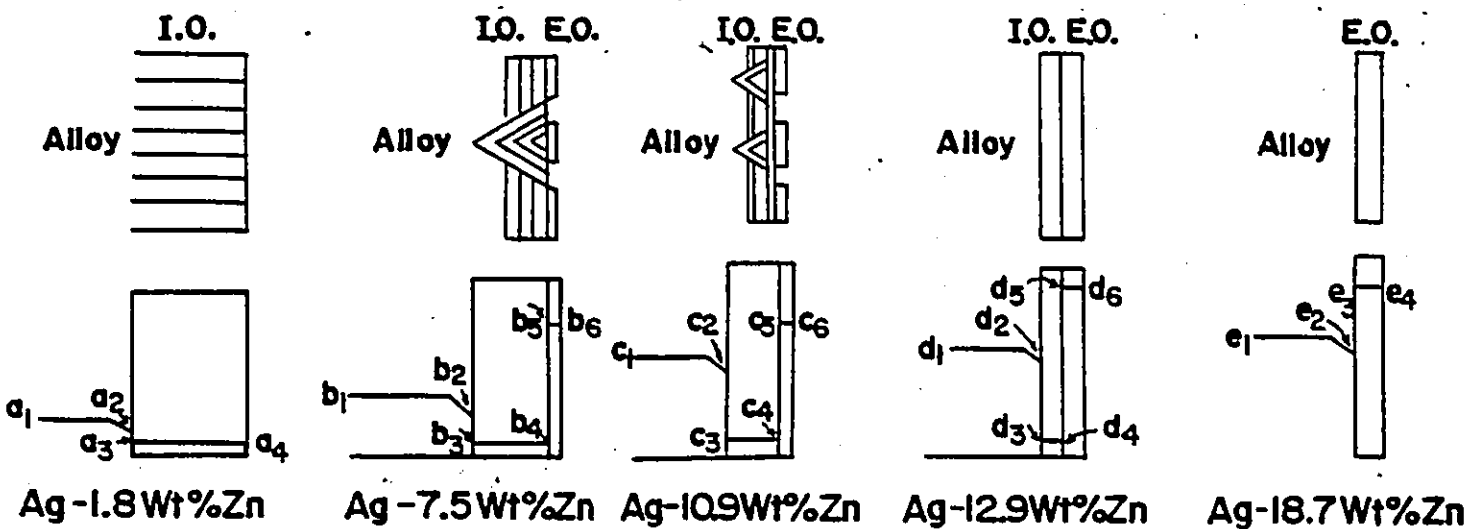 I.O.
I.O. E.O.
I.O. E.O.
I.O. E.O.
E.O.
Alloy
Alloy
Alloy
Alloy
Alloy
a1 a2 a3 a4
b1 b2 b3 b4 b5 b6
c1 c2 c3 c4 c5 c6
d1 d2 d3 d4 d5 d6
e1 e2 e3 e4
Ag-1.8Wt%Zn
Ag-7.5Wt%Zn
Ag-10.9Wt%Zn
Ag-12.9Wt%Zn
Ag-18.7Wt%Zn